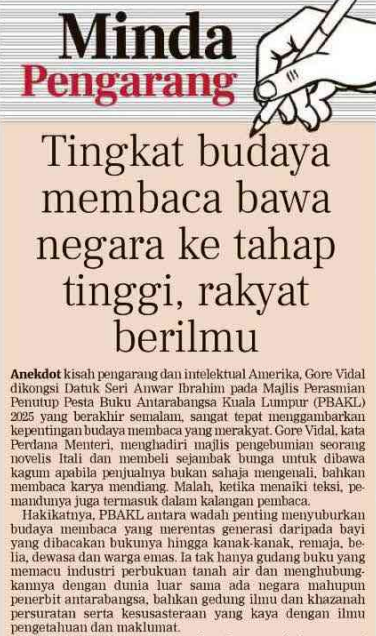 Minda
Pengarang
Tingkat budaya
membaca bawa
negara ke tahap
tinggi, rakyat
berilmu
Anekdot kisah pengarang dan intelektual Amerika, Gore Vidal
dikongsi Datuk Seri Anwar Ibrahim pada Majlis Perasmian
Penutup Pesta Buku Antarabangsa Kuala Lumpur (PBAKL)
2025 yang berakhir semalam, sangat tepat menggambarkan
kepentingan budaya membaca yang merakyat. Gore Vidal, kata
Perdana Menteri, menghadiri majlis pengebumian seorang
novelis Itali dan membeli sejambak bunga untuk dibawa
kagum apabila penjualnya bukan sahaja mengenali, bahkan
membaca karya mendiang. Malah, ketika menaiki teksi, pe-
mandunya juga termasuk dalam kalangan pembaca.
Hakikatnya, PBAKL antara wadah penting menyuburkan
budaya membaca yang merentas generasi daripada bayi
yang dibacakan bukunya hingga kanak-kanak, remaja, be-
lia, dewasa dan warga emas. Ia tak hanya gudang buku yang
memacu industri perbukuan tanah air dan menghubung-
kannya dengan dunia luar sama ada negara mahupun
penerbit antarabangsa, bahkan gedung ilmu dan khazanah
persuratan serta kesusasteraan yang kaya dengan ilmu
pengetahuan dan maklumat.